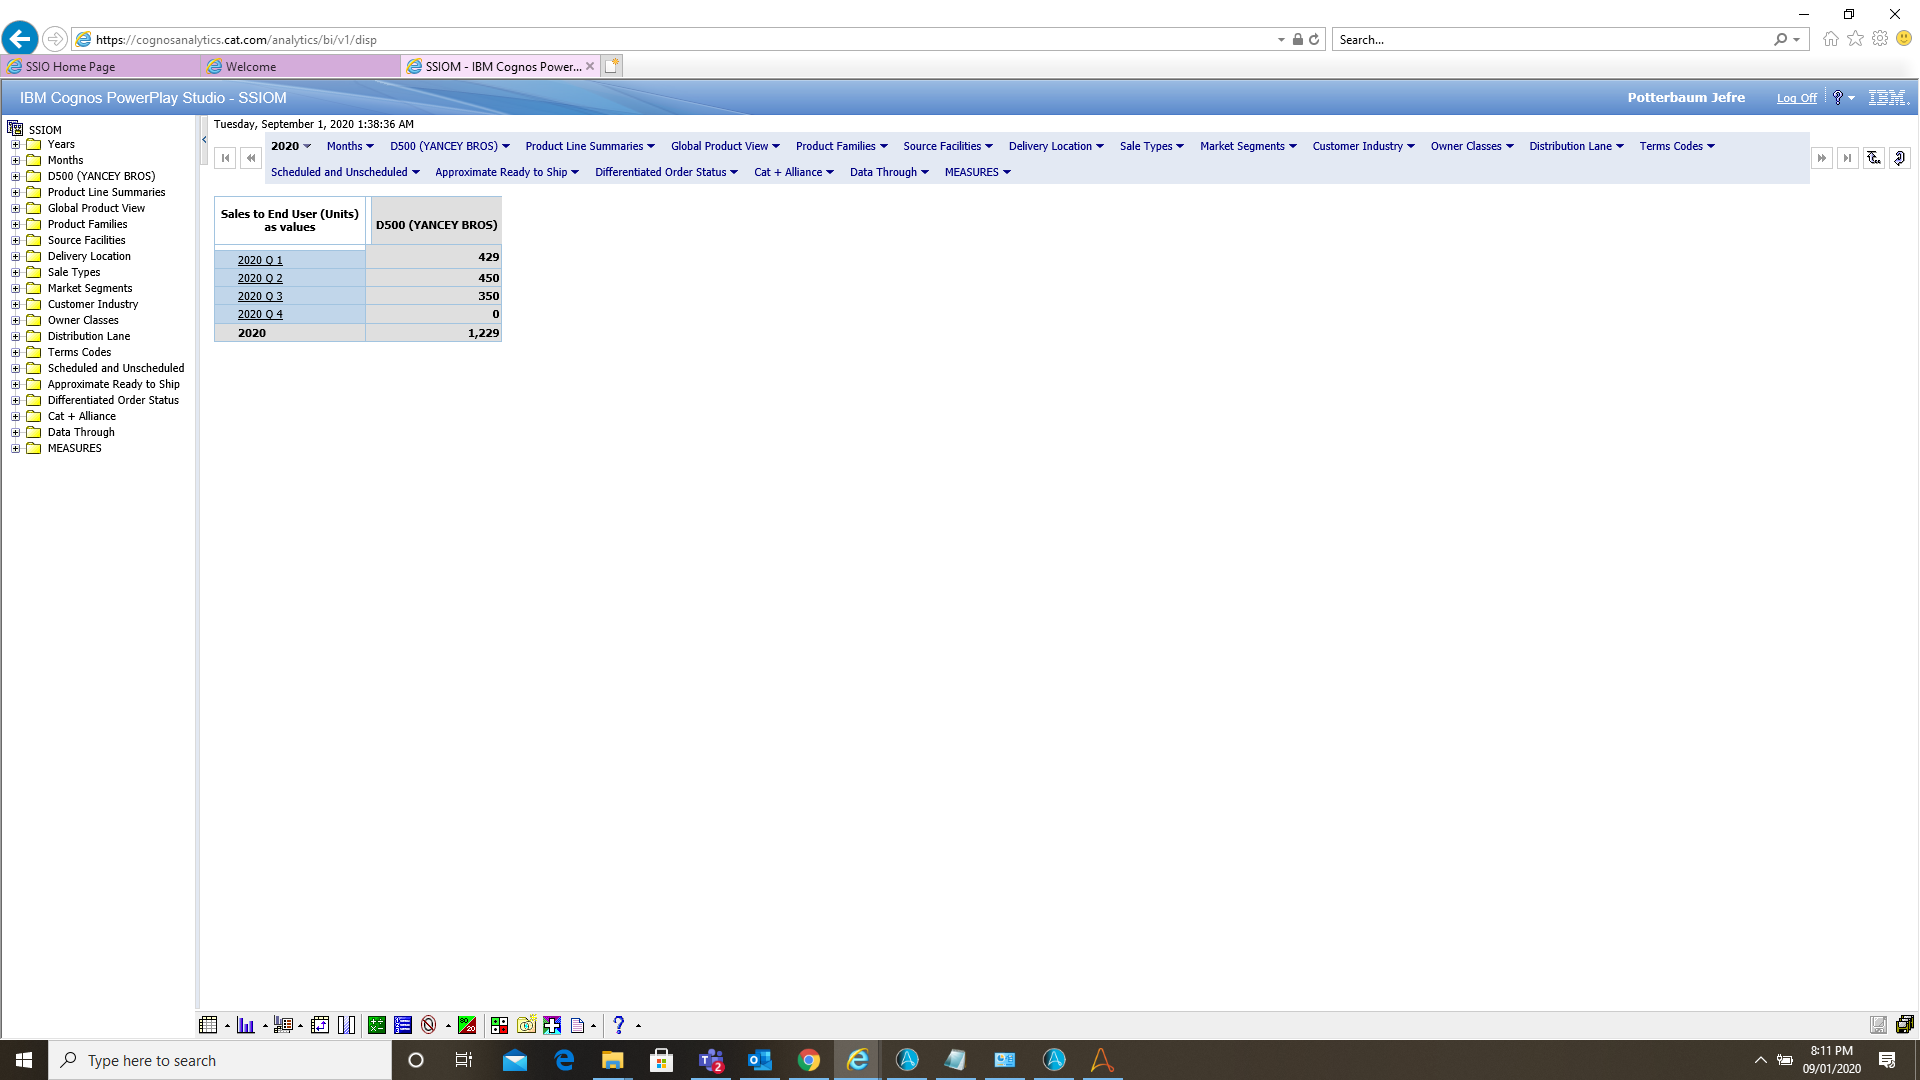 https://cognosanalytics.cat.com/analytics/bi/v1/disp
Search...
SSIO Home Page
Welcome
SSIOM - IBM Cognos Power...
IBM Cognos PowerPlay Studio - SSIOM
Potterbaum Jefre
Log Off
IBM.
SSIOM
Years
Months
D500 (YANCEY BROS)
Product Line Summaries
Global Product View
Product Families
Source Facilities
Delivery Location
Sale Types
Market Segments
Customer Industry
Owner Classes
Distribution Lane
Terms Codes
Scheduled and Unscheduled
Approximate Ready to Ship
Differentiated Order Status
Cat + Alliance
Data Through
MEASURES
Tuesday, September 1, 2020 1:38:36 AM
2020 Months D500 (YANCEY BROS) Product Line Summaries Global Product View Product Families Source Facilities Delivery Location Sale Types Market Segments Customer Industry Owner Classes Distribution Lane Terms Codes
Scheduled and Unscheduled Approximate Ready to Ship Differentiated Order Status Cat + Alliance Data Through MEASURES
Sales to End User (Units)
as values
D500 (YANCEY BROS)
2020 Q 1 429
2020 Q 2 450
2020 Q 3 350
2020 Q 4 0
2020 1,229
Type here to search
2
8:11 PM
09/01/2020